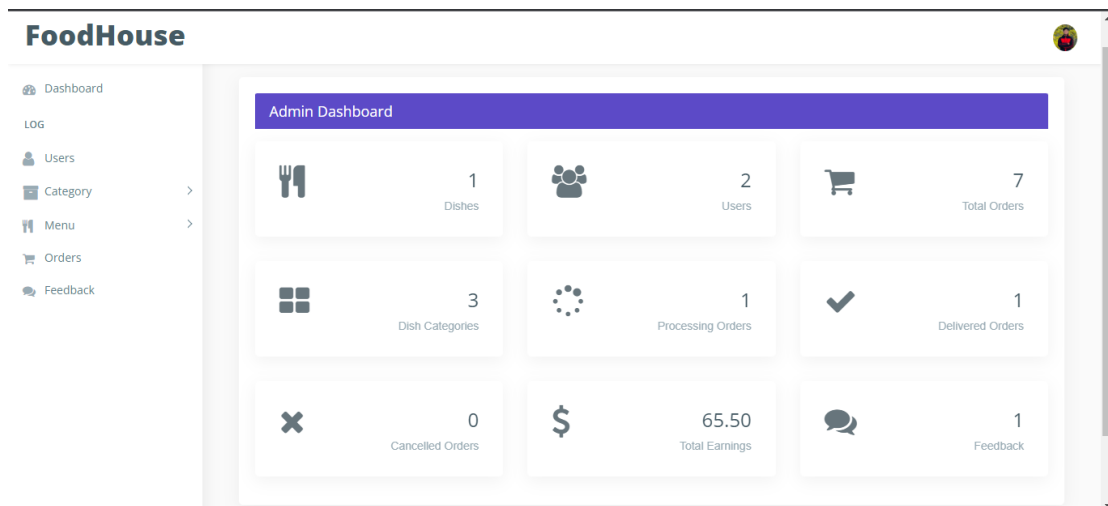 FoodHouse
Dashboard
LOG
Users
Category
Menu
Orders
Feedback
Admin Dashboard
1
Dishes
2
Users
7
Total Orders
3
Dish Categories
1
Processing Orders
1
Delivered Orders
0
Cancelled Orders
65.50
Total Earnings
1
Feedback